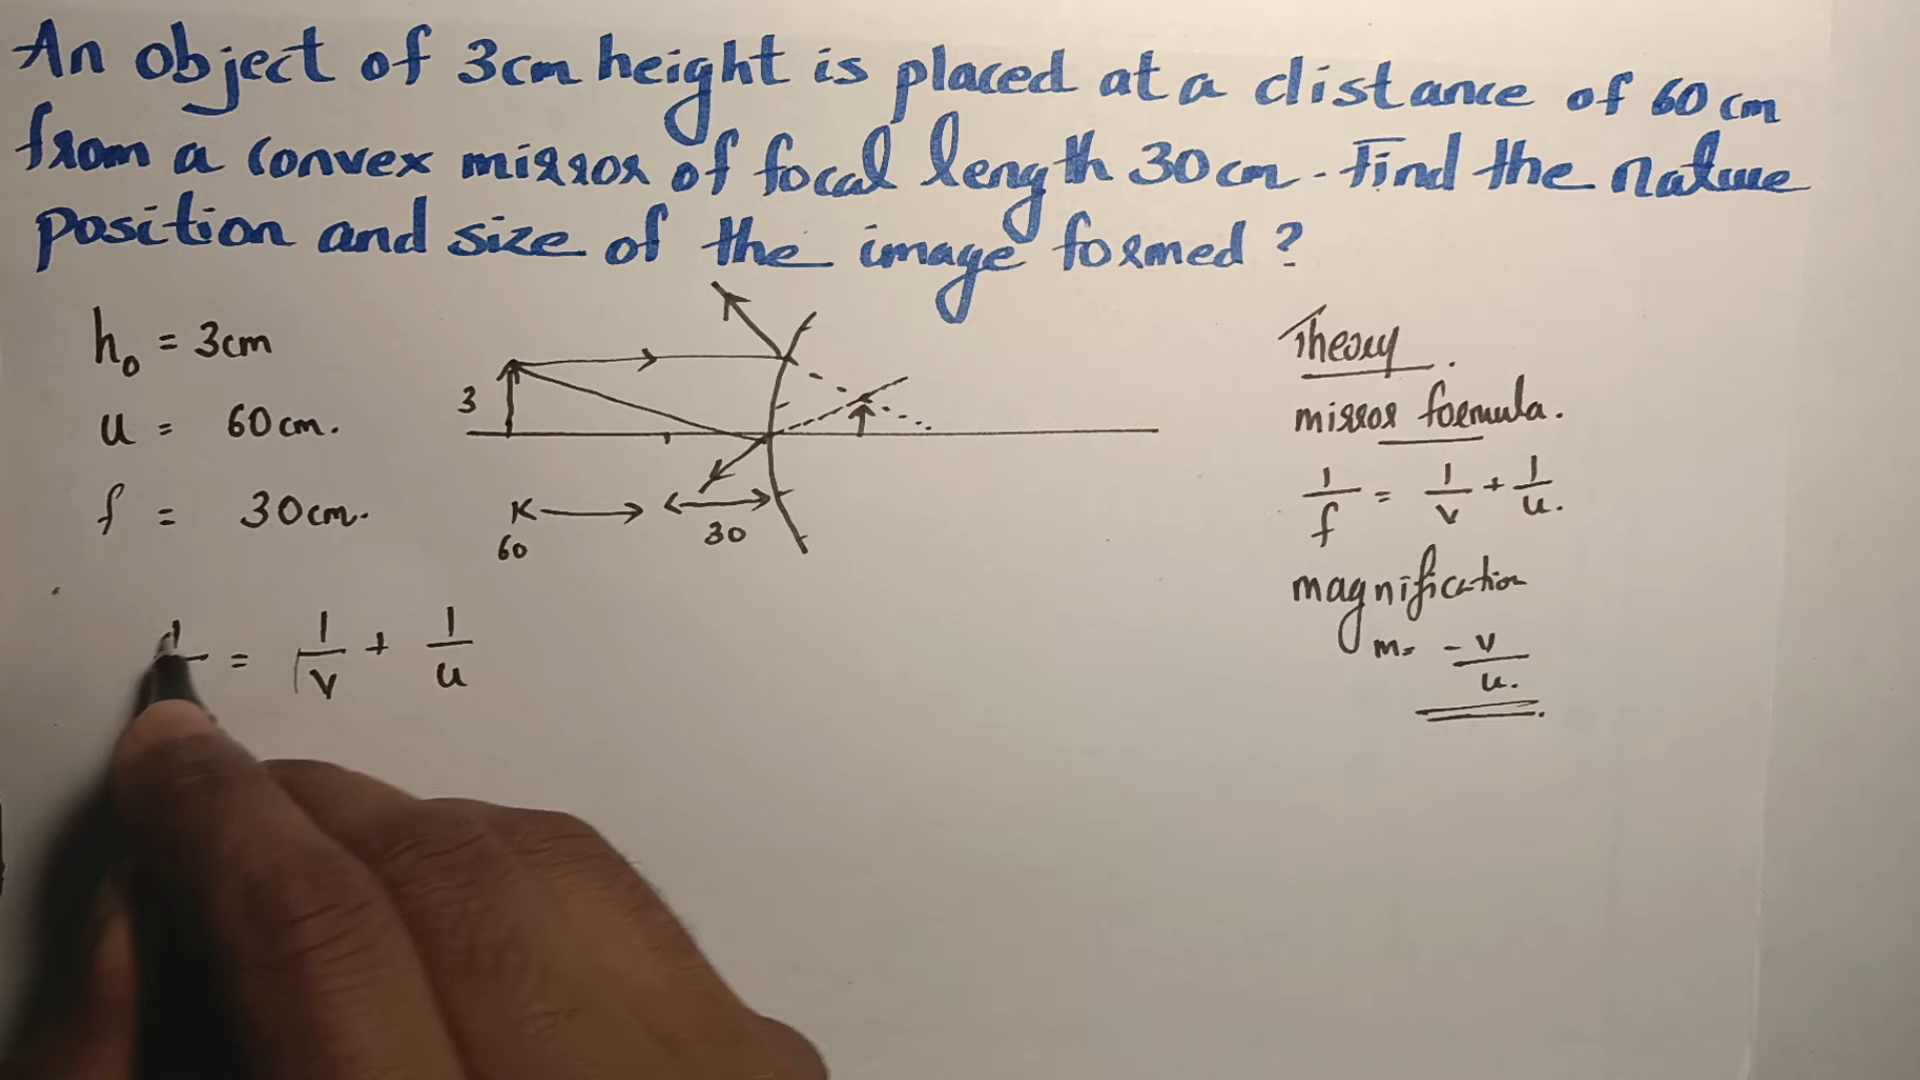 An object of 3cm height is placed at a distance of 60 cm
from a convex mirror of focal length 30cm. Find the nature
position and size of the image formed ?
h₀ = 3cm
u = 60cm.
f = 30cm.
3
60
30
1/ = 1/v + 1/u
Theory.
mirror formula.
1/f = 1/v + 1/u.
magnification
m= -v/u.